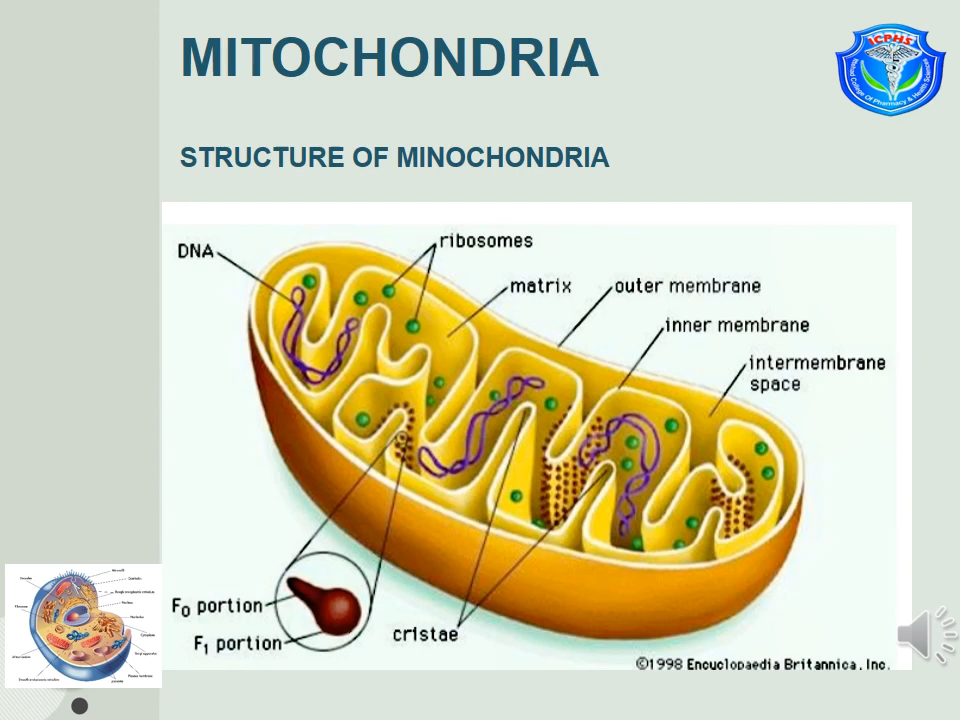 MITOCHONDRIA
ICPHS
STRUCTURE OF MINOCHONDRIA
DNA
ribosomes
matrix
outer membrane
inner membrane
intermembrane
space
F0 portion
F1 portion
cristae
©1998 Encyclopaedia Britannica, Inc.